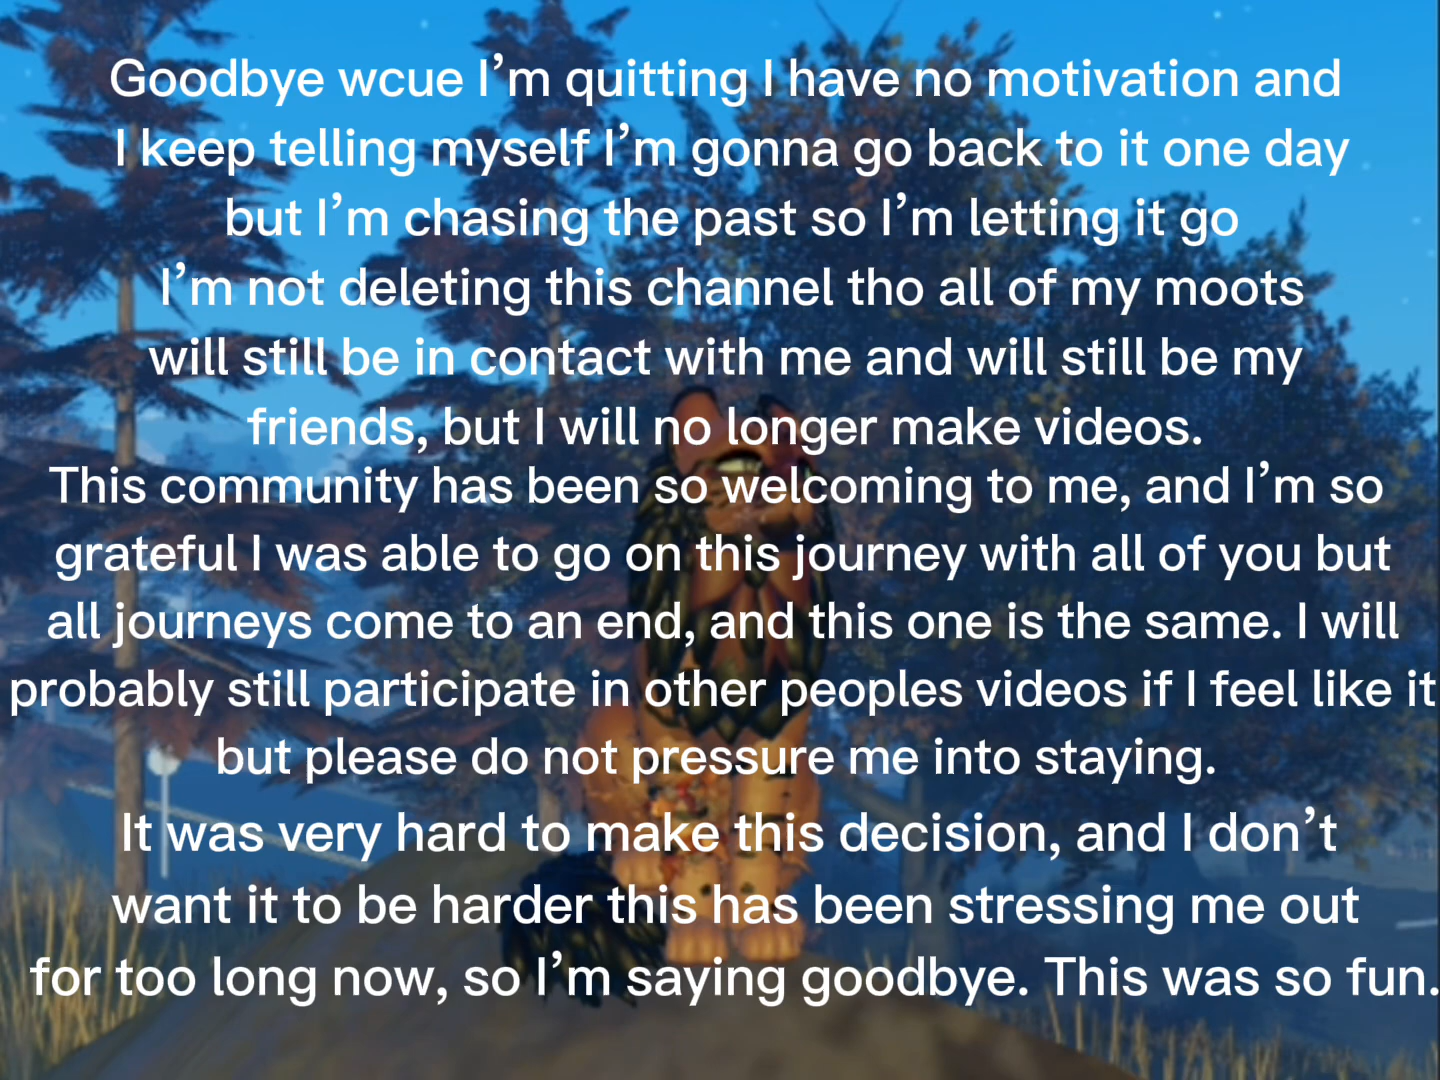 Goodbye wcue I’m quitting I have no motivation and
I keep telling myself I’m gonna go back to it one day
but I’m chasing the past so I’m letting it go
I’m not deleting this channel tho all of my moots
will still be in contact with me and will still be my
friends, but I will no longer make videos.
This community has been so welcoming to me, and I’m so
grateful I was able to go on this journey with all of you but
all journeys come to an end, and this one is the same. I will
probably still participate in other peoples videos if I feel like it
but please do not pressure me into staying.
It was very hard to make this decision, and I don’t
want it to be harder this has been stressing me out
for too long now, so I’m saying goodbye. This was so fun.